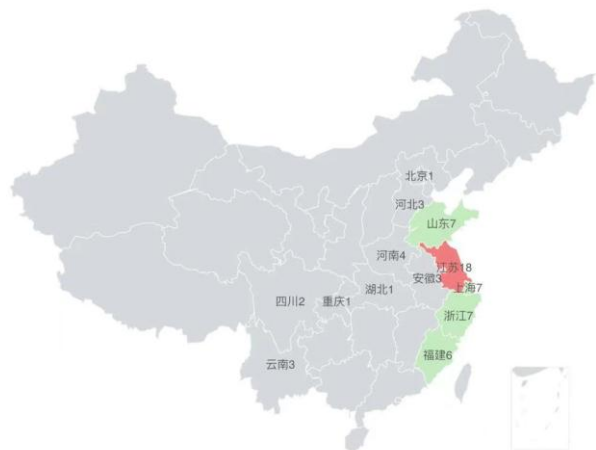 北京1
河北3
山东7
河南4
江苏18
安徽3
上海7
湖北1
四川2
重庆1
浙江7
福建6
云南3